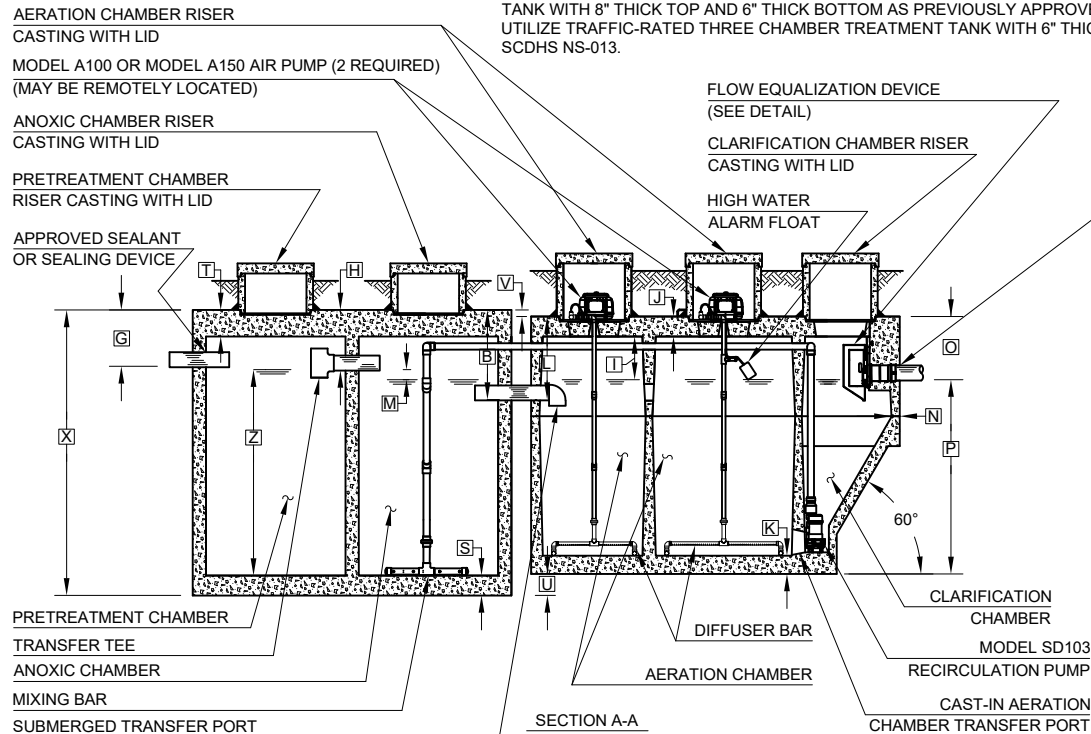 TANK WITH 8" THICK TOP AND 6" THICK BOTTOM AS PREVIOUSLY APPROVE
UTILIZE TRAFFIC-RATED THREE CHAMBER TREATMENT TANK WITH 6" THIC
SCDHS NS-013.
AERATION CHAMBER RISER
CASTING WITH LID
MODEL A100 OR MODEL A150 AIR PUMP (2 REQUIRED)
(MAY BE REMOTELY LOCATED)
ANOXIC CHAMBER RISER
CASTING WITH LID
PRETREATMENT CHAMBER
RISER CASTING WITH LID
APPROVED SEALANT
OR SEALING DEVICE
FLOW EQUALIZATION DEVICE
(SEE DETAIL)
CLARIFICATION CHAMBER RISER
CASTING WITH LID
HIGH WATER
ALARM FLOAT
T
H
V
J
G
B
L
I
O
M
X
Z
N
P
K
60°
S
U
PRETREATMENT CHAMBER
TRANSFER TEE
ANOXIC CHAMBER
MIXING BAR
SUBMERGED TRANSFER PORT
DIFFUSER BAR
AERATION CHAMBER
SECTION A-A
CLARIFICATION
CHAMBER
MODEL SD103
RECIRCULATION PUMP
CAST-IN AERATION
CHAMBER TRANSFER PORT